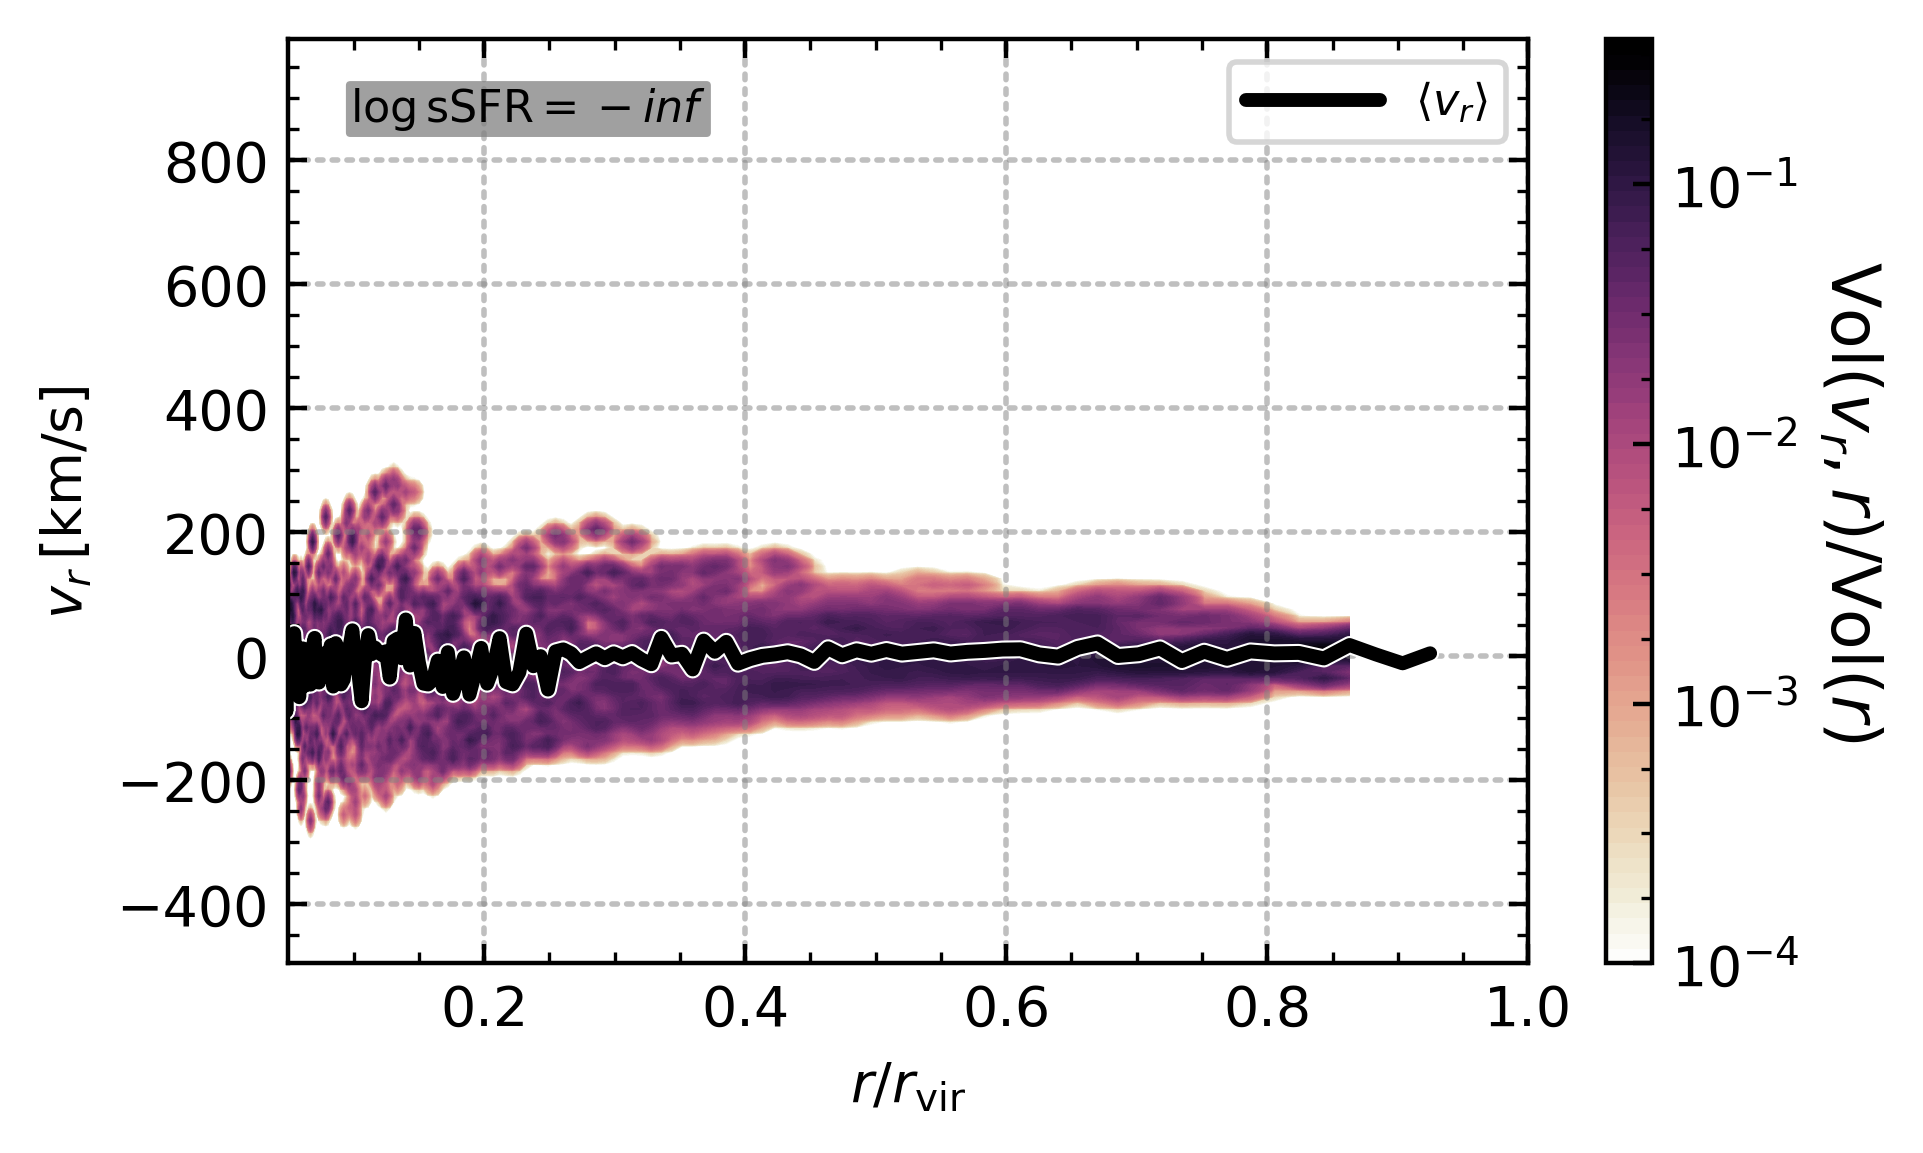 log sSFR = −inf
⟨v_r⟩
800
600
400
200
0
−200
−400
v_r [km/s]
0.2 0.4 0.6 0.8 1.0
r/r_vir
10^−1
10^−2
10^−3
10^−4
Vol(v_r, r)/Vol(r)